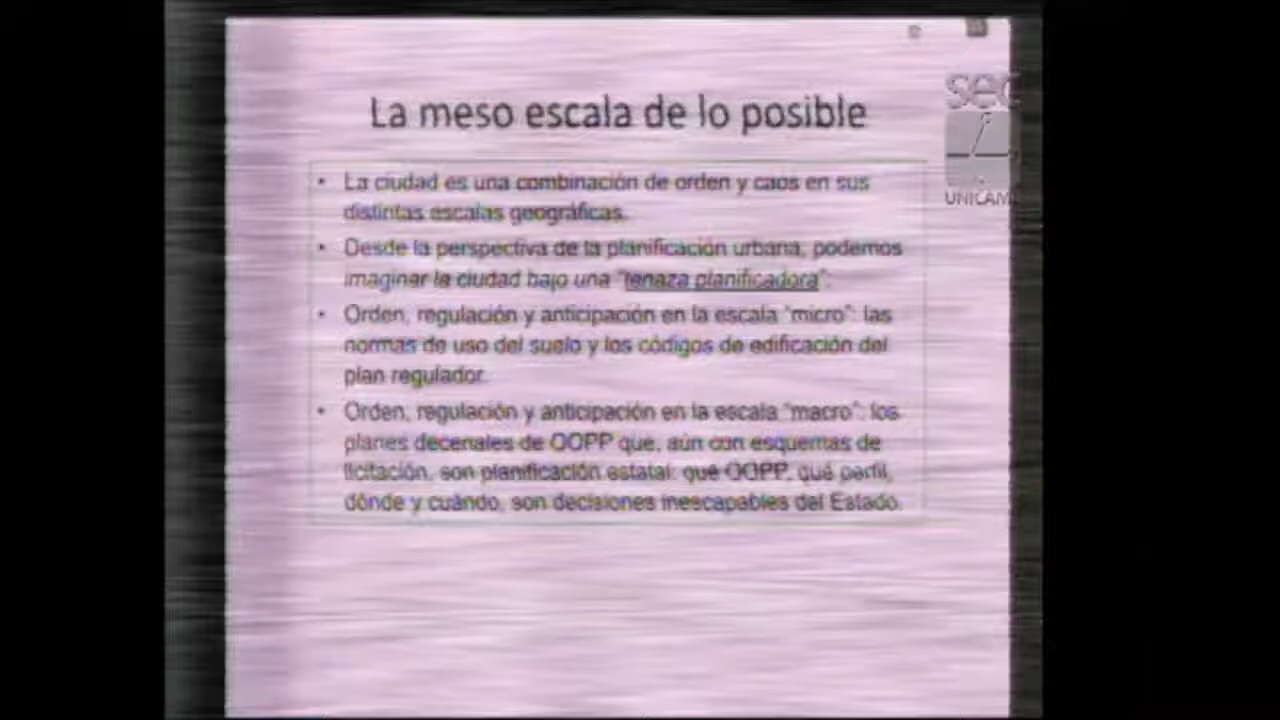 La meso escala de lo posible
• La ciudad es una combinación de orden y caos en sus
distintas escalas geográficas.
• Desde la perspectiva de la planificación urbana, podemos
imaginar la ciudad bajo una "tenaza planificadora":
• Orden, regulación y anticipación en la escala "micro": las
normas de uso del suelo y los códigos de edificación del
plan regulador.
• Orden, regulación y anticipación en la escala "macro": los
planes decenales de OOPP que, aún con esquemas de
licitación, son planificación estatal: qué OOPP, qué perfil,
dónde y cuándo, son decisiones inescapables del Estado.
sec
UNICAM